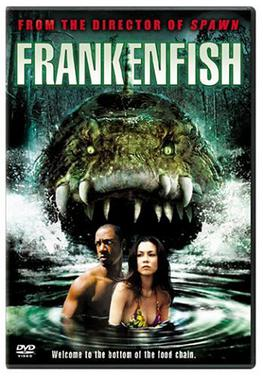 FROM THE DIRECTOR OF SPAWN
FRANKENFISH
DVD
VIDEO
Welcome to the bottom of the food chain.